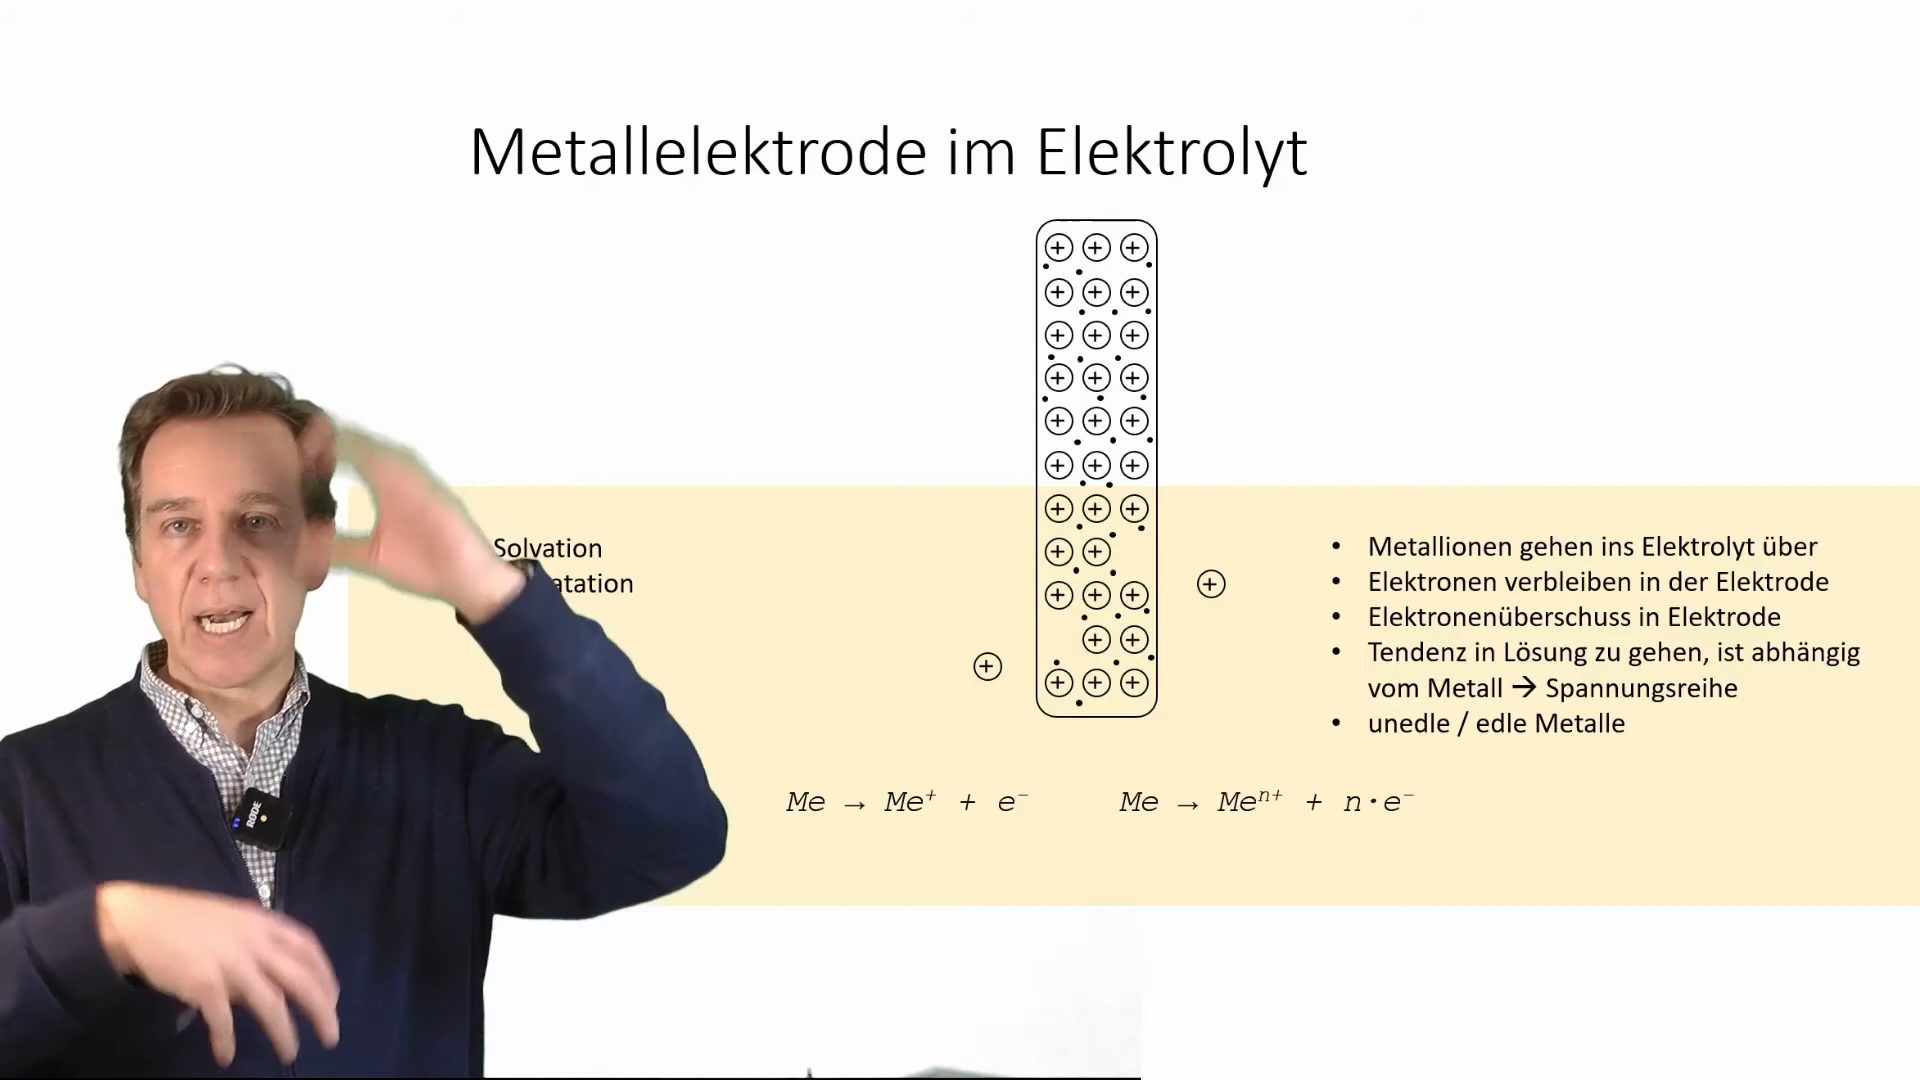 Metallelektrode im Elektrolyt
Solvation
• Metallionen gehen ins Elektrolyt über
• Elektronen verbleiben in der Elektrode
• Elektronenüberschuss in Elektrode
• Tendenz in Lösung zu gehen, ist abhängig
vom Metall → Spannungsreihe
• unedle / edle Metalle
Me → Me⁺ + e⁻
Me → Meⁿ⁺ + n·e⁻
RØDE